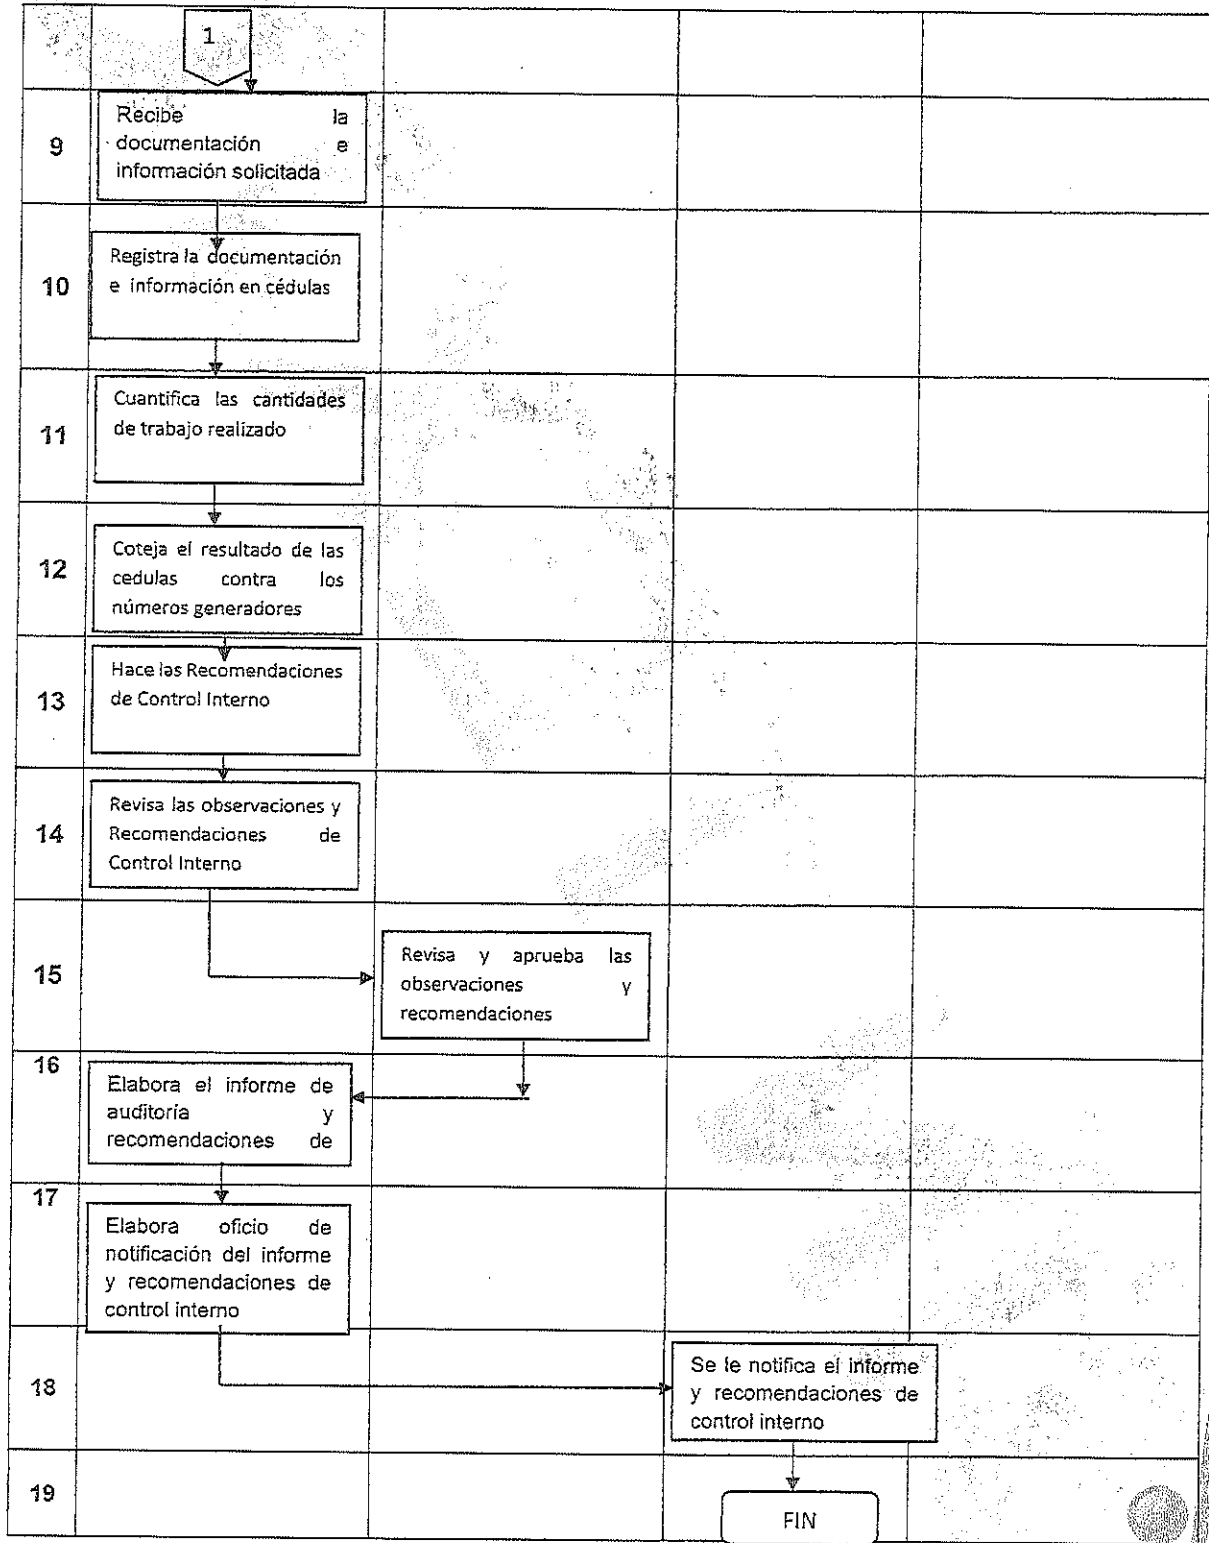 1
9
Recibe la
documentación e
información solicitada
10
Registra la documentación
e información en cédulas
11
Cuantifica las cantidades
de trabajo realizado
12
Coteja el resultado de las
cedulas contra los
números generadores
13
Hace las Recomendaciones
de Control Interno
14
Revisa las observaciones y
Recomendaciones de
Control Interno
15
Revisa y aprueba las
observaciones y
recomendaciones
16
Elabora el informe de
auditoría y
recomendaciones de
17
Elabora oficio de
notificación del informe
y recomendaciones de
control interno
18
Se le notifica el informe
y recomendaciones de
control interno
19
FIN